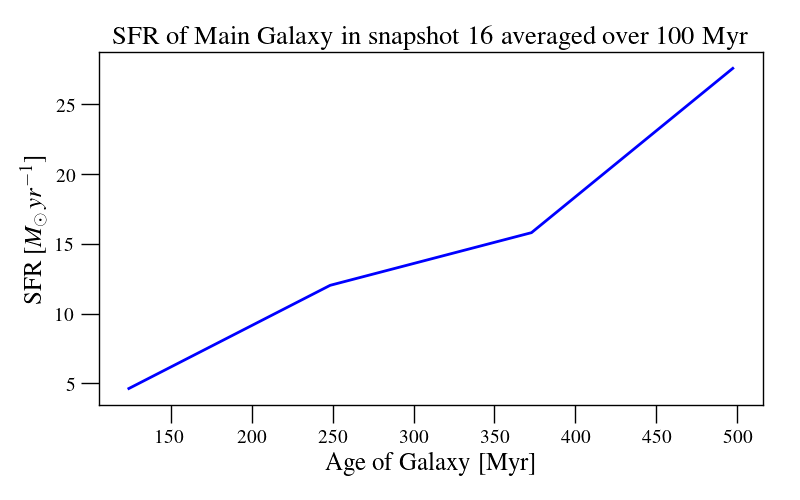 SFR of Main Galaxy in snapshot 16 averaged over 100 Myr
SFR [M⊙ yr⁻¹]
25
20
15
10
5
150 200 250 300 350 400 450 500
Age of Galaxy [Myr]